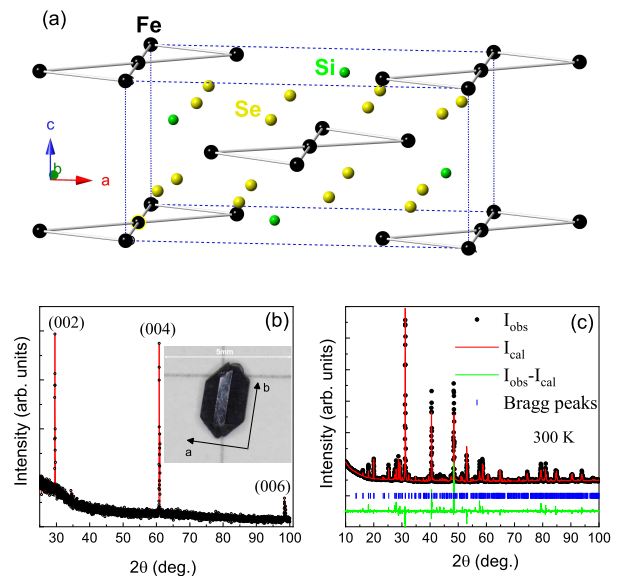 (a)
Fe
Si
Se
c
b
a
(002)
(004)
(b)
5mm
b
a
(006)
Intensity (arb. units)
30 40 50 60 70 80 90 100
2θ (deg.)
(c)
I_obs
I_cal
I_obs-I_cal
Bragg peaks
300 K
Intensity (arb. units)
10 20 30 40 50 60 70 80 90 100
2θ (deg.)